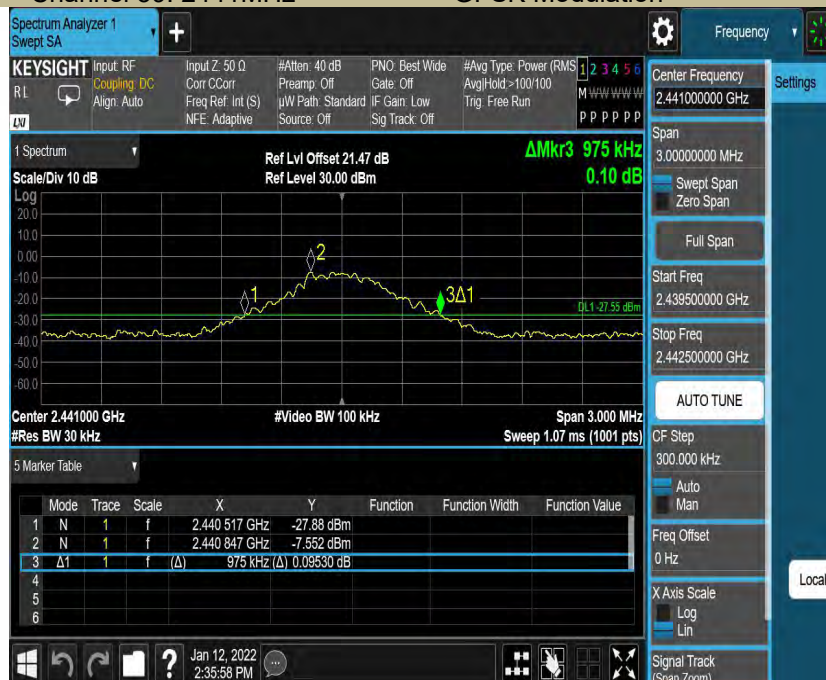 Channel 39: 2441MHz GFSK Modulation
Spectrum Analyzer 1
Swept SA
+
Frequency
KEYSIGHT
RL
LXI
Input: RF
Coupling: DC
Align: Auto
Input Z: 50 Ω
Corr CCorr
Freq Ref: Int (S)
NFE: Adaptive
#Atten: 40 dB
Preamp: Off
µW Path: Standard
Source: Off
PNO: Best Wide
Gate: Off
IF Gain: Low
Sig Track: Off
#Avg Type: Power (RMS
Avg|Hold:>100/100
Trig: Free Run
1 2 3 4 5 6
M W W W W W
P P P P P P
1 Spectrum
Scale/Div 10 dB
Ref Lvl Offset 21.47 dB
Ref Level 30.00 dBm
ΔMkr3 975 kHz
0.10 dB
Log
20.0
10.0
0.00
-10.0
-20.0
-30.0
-40.0
-50.0
-60.0
1
2
3Δ1
DL1 -27.55 dBm
Center 2.441000 GHz
#Res BW 30 kHz
#Video BW 100 kHz
Span 3.000 MHz
Sweep 1.07 ms (1001 pts)
5 Marker Table
Mode Trace Scale X Y Function Function Width Function Value
1 N 1 f 2.440 517 GHz -27.88 dBm
2 N 1 f 2.440 847 GHz -7.552 dBm
3 Δ1 1 f (Δ) 975 kHz (Δ) 0.09530 dB
4
5
6
?
Jan 12, 2022
2:35:58 PM
Center Frequency
2.441000000 GHz
Settings
Span
3.00000000 MHz
Swept Span
Zero Span
Full Span
Start Freq
2.439500000 GHz
Stop Freq
2.442500000 GHz
AUTO TUNE
CF Step
300.000 kHz
Auto
Man
Freq Offset
0 Hz
Local
X Axis Scale
Log
Lin
Signal Track
(Span Zoom)